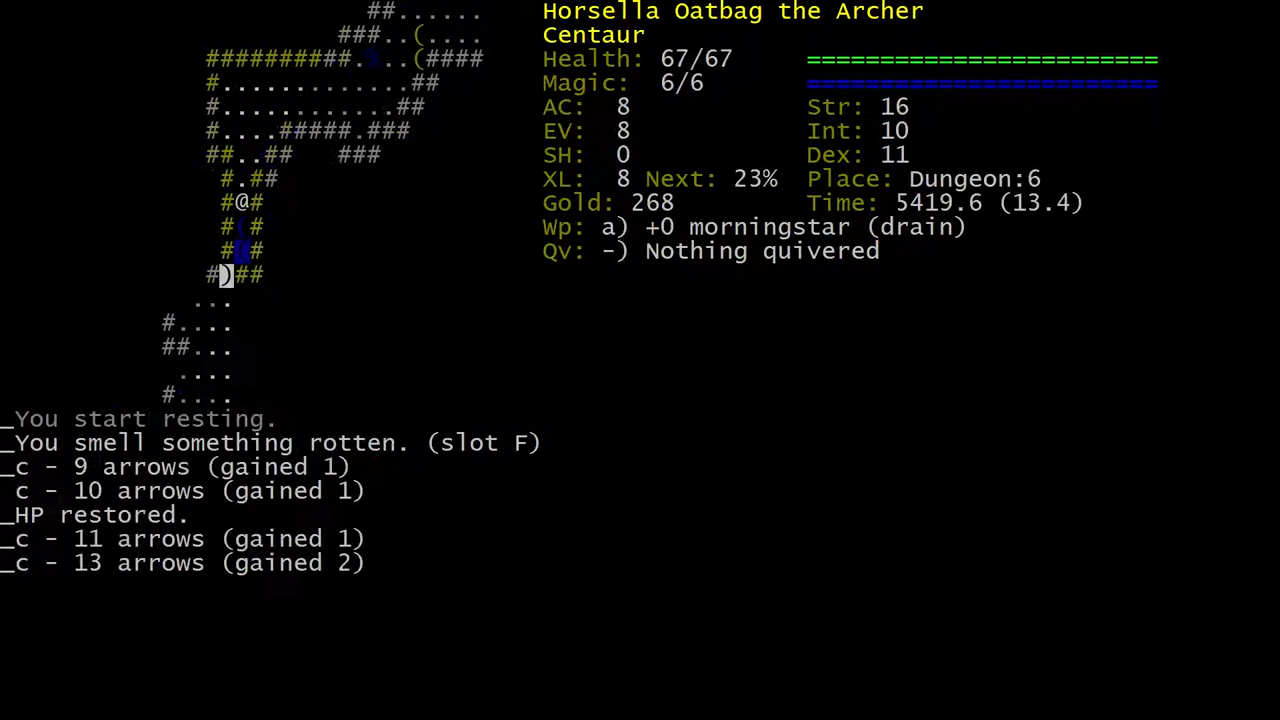 ##......
Horsella Oatbag the Archer
###..(....
Centaur
##########. ..(####
Health: 67/67 ========================
#.............##
Magic: 6/6 ========================
#............##
AC: 8 Str: 16
#....#####.###
EV: 8 Int: 10
##..## ###
SH: 0 Dex: 11
#.##
XL: 8 Next: 23% Place: Dungeon:6
#@#
Gold: 268 Time: 5419.6 (13.4)
#(#
Wp: a) +0 morningstar (drain)
# #
Qv: -) Nothing quivered
#)##
...
#....
##...
....
#....
_You start resting.
_You smell something rotten. (slot F)
_c - 9 arrows (gained 1)
c - 10 arrows (gained 1)
_HP restored.
_c - 11 arrows (gained 1)
_c - 13 arrows (gained 2)